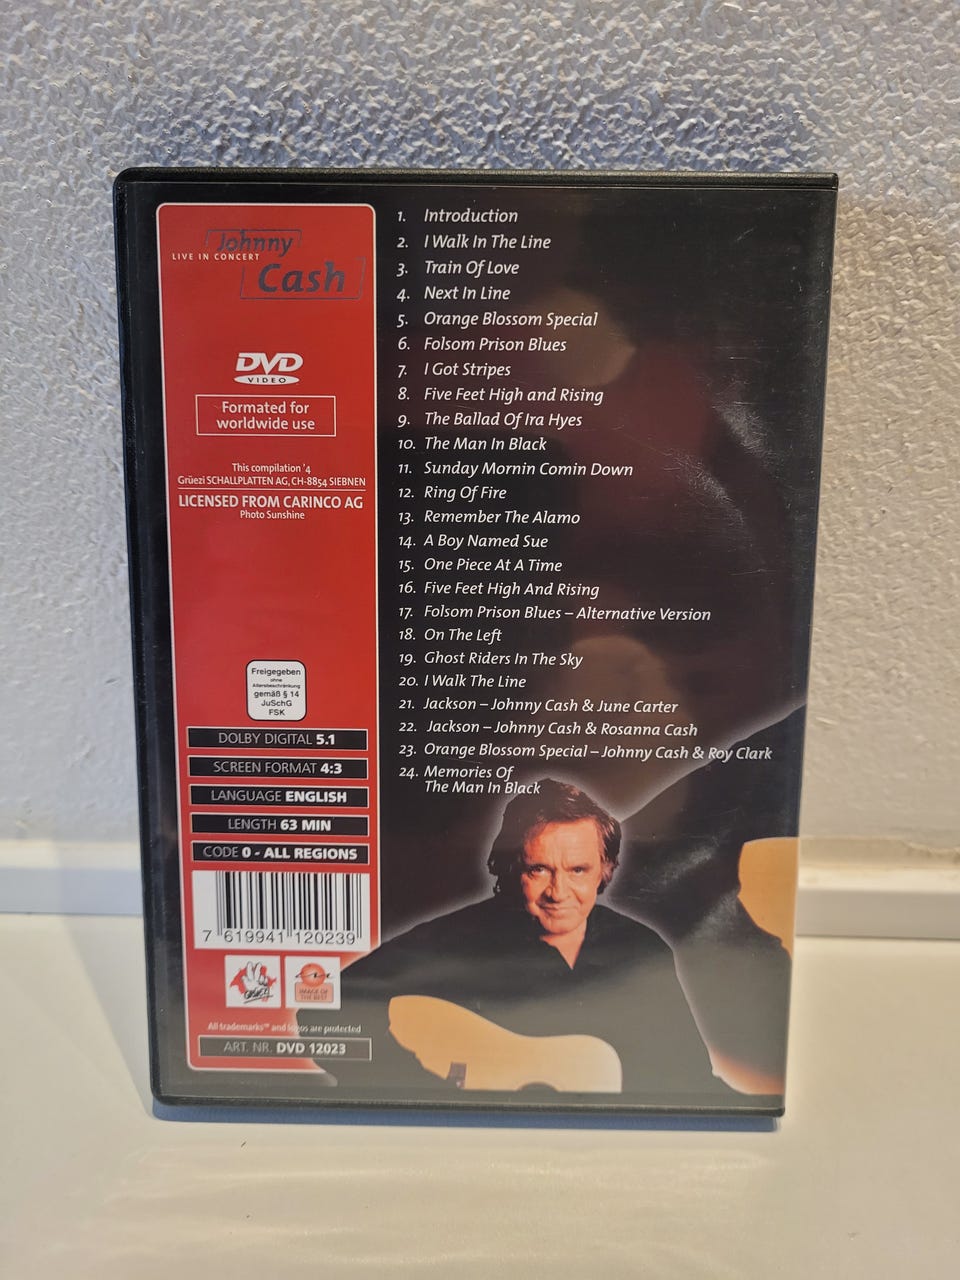 Johnny
LIVE IN CONCERT
Cash
DVD
VIDEO
Formated for
worldwide use
This compilation '4
Grüezi SCHALLPLATTEN AG, CH-8854 SIEBNEN
LICENSED FROM CARINCO AG
Photo Sunshine
Freigegeben
ohne
Altersbeschränkung
gemäß § 14
JuSchG
FSK
DOLBY DIGITAL 5.1
SCREEN FORMAT 4:3
LANGUAGE ENGLISH
LENGTH 63 MIN
CODE 0 - ALL REGIONS
7 619941 120239
GRÜEZI
IMAGE OF
THE BEST
All trademarks™ and logos are protected
ART. NR. DVD 12023
1. Introduction
2. I Walk In The Line
3. Train Of Love
4. Next In Line
5. Orange Blossom Special
6. Folsom Prison Blues
7. I Got Stripes
8. Five Feet High and Rising
9. The Ballad Of Ira Hyes
10. The Man In Black
11. Sunday Mornin Comin Down
12. Ring Of Fire
13. Remember The Alamo
14. A Boy Named Sue
15. One Piece At A Time
16. Five Feet High And Rising
17. Folsom Prison Blues – Alternative Version
18. On The Left
19. Ghost Riders In The Sky
20. I Walk The Line
21. Jackson – Johnny Cash & June Carter
22. Jackson – Johnny Cash & Rosanna Cash
23. Orange Blossom Special – Johnny Cash & Roy Clark
24. Memories Of
The Man In Black